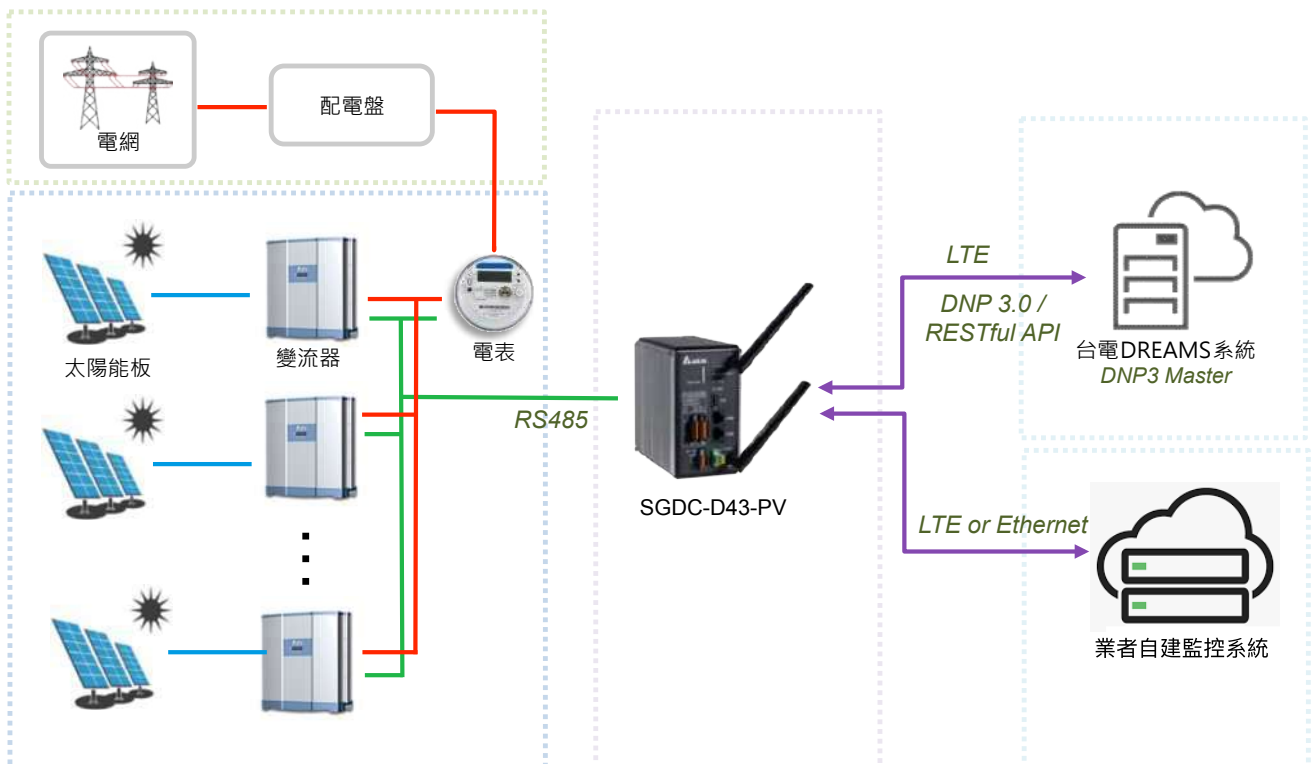 電網
配電盤
太陽能板
變流器
電表
RS485
SGDC-D43-PV
LTE
DNP 3.0 /
RESTful API
台電DREAMS系統
DNP3 Master
LTE or Ethernet
業者自建監控系統